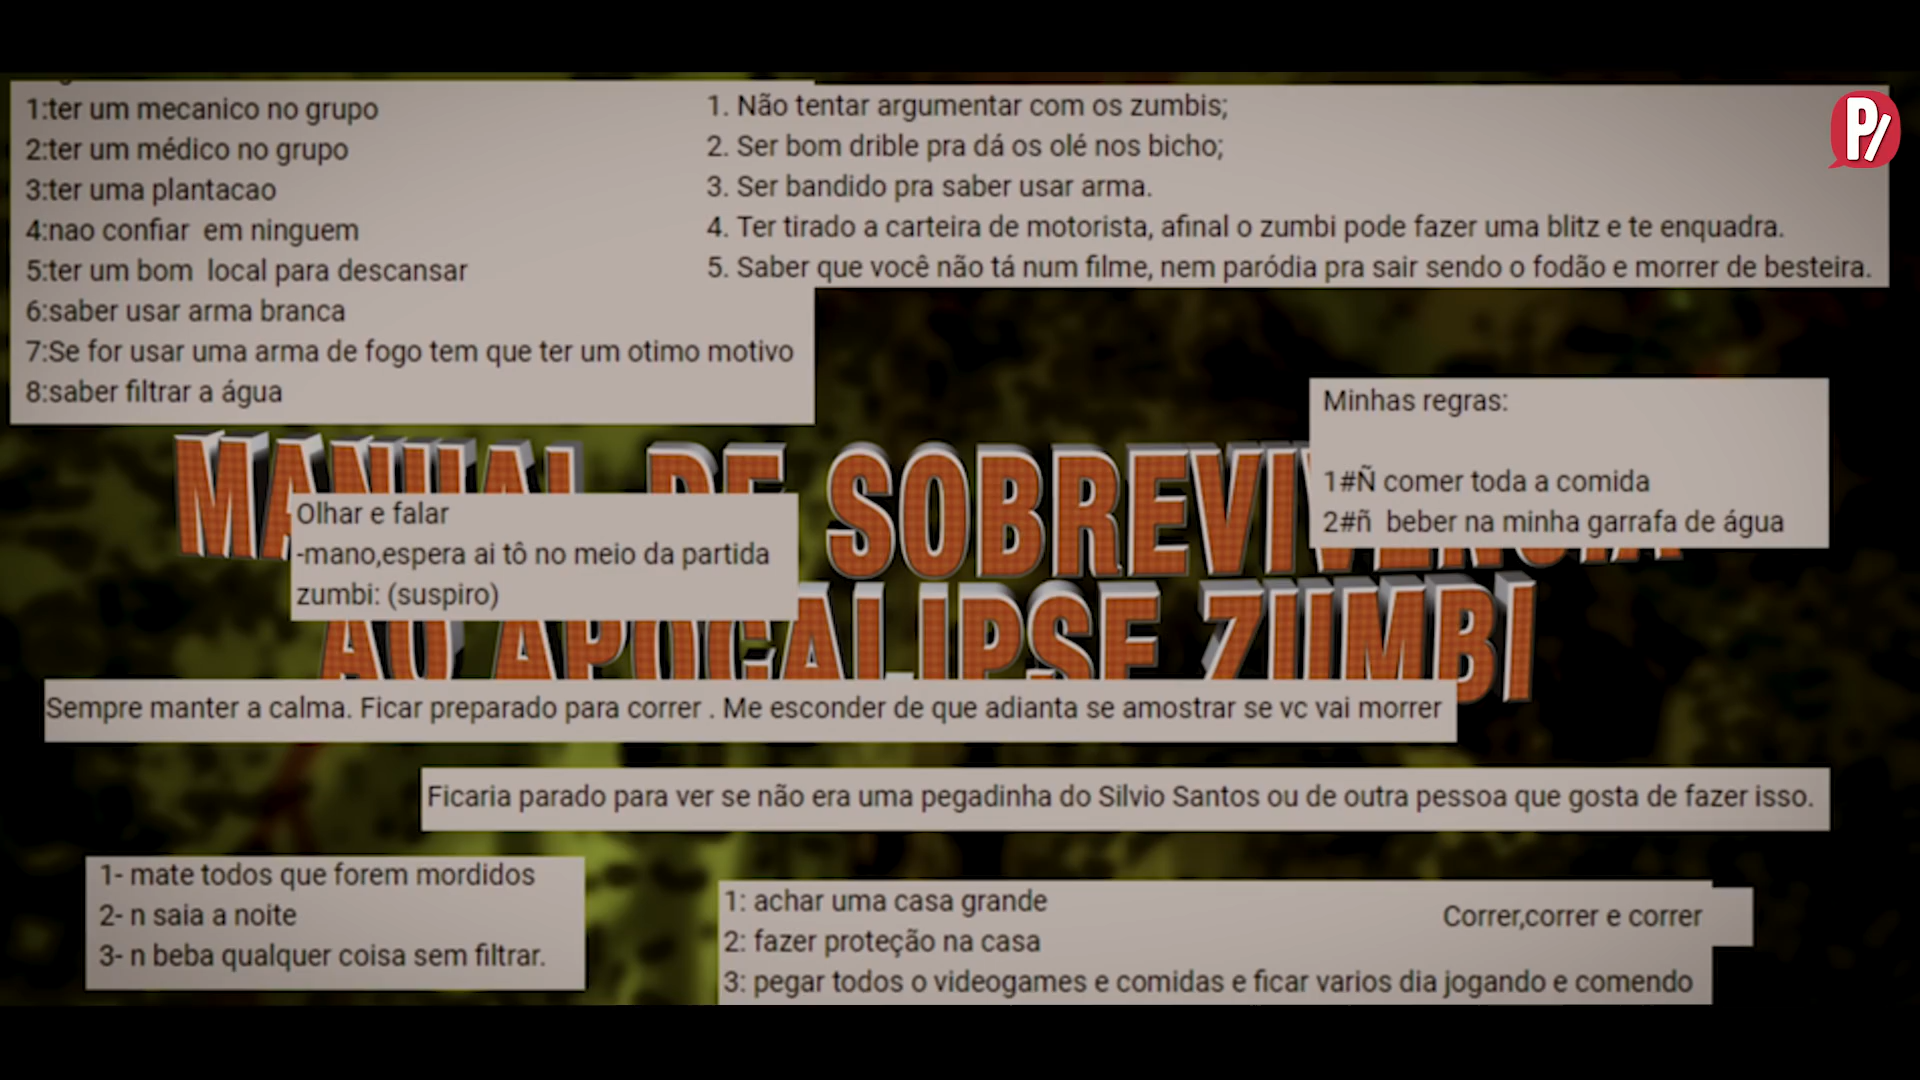 1:ter um mecanico no grupo
2:ter um médico no grupo
3:ter uma plantacao
4:nao confiar  em ninguem
5:ter um bom  local para descansar
6:saber usar arma branca
7:Se for usar uma arma de fogo tem que ter um otimo motivo
8:saber filtrar a água
1. Não tentar argumentar com os zumbis;
2. Ser bom drible pra dá os olé nos bicho;
3. Ser bandido pra saber usar arma.
4. Ter tirado a carteira de motorista, afinal o zumbi pode fazer uma blitz e te enquadra.
5. Saber que você não tá num filme, nem paródia pra sair sendo o fodão e morrer de besteira.
P/
Minhas regras:
1#Ñ comer toda a comida
2#ñ  beber na minha garrafa de água
MANUAL DE SOBREVIVÊNCIA
AO APOCALIPSE ZUMBI
Olhar e falar
-mano,espera ai tô no meio da partida
zumbi: (suspiro)
Sempre manter a calma. Ficar preparado para correr . Me esconder de que adianta se amostrar se vc vai morrer
Ficaria parado para ver se não era uma pegadinha do Silvio Santos ou de outra pessoa que gosta de fazer isso.
1- mate todos que forem mordidos
2- n saia a noite
3- n beba qualquer coisa sem filtrar.
1: achar uma casa grande
2: fazer proteção na casa
3: pegar todos o videogames e comidas e ficar varios dia jogando e comendo
Correr,correr e correr